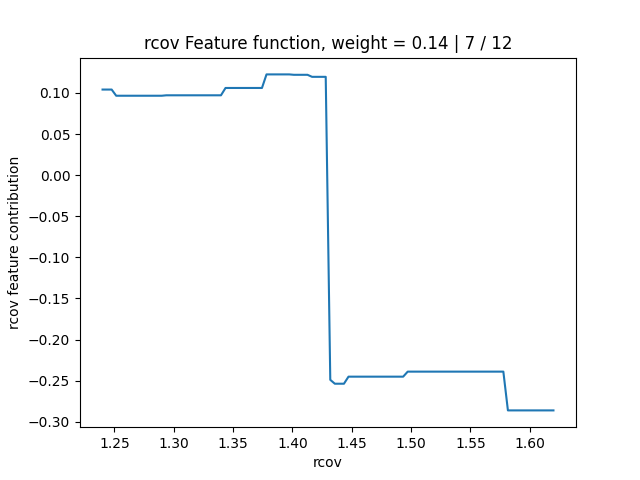 rcov Feature function, weight = 0.14 | 7 / 12
rcov feature contribution
0.10
0.05
0.00
−0.05
−0.10
−0.15
−0.20
−0.25
−0.30
1.25 1.30 1.35 1.40 1.45 1.50 1.55 1.60
rcov